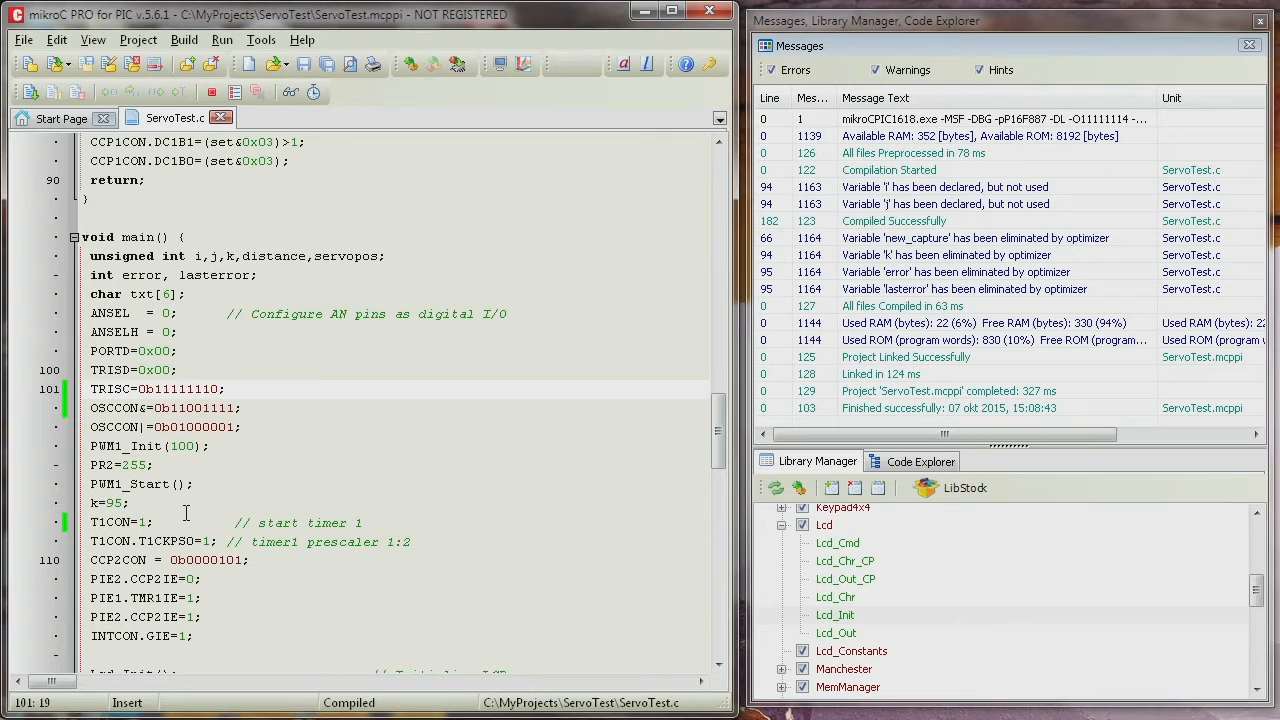 mikroC PRO for PIC v.5.6.1 - C:\MyProjects\ServoTest\ServoTest.mcppi - NOT REGISTERED
File Edit View Project Build Run Tools Help
Start Page
ServoTest.c
CCP1CON.DC1B1=(set&0x03)>1;
CCP1CON.DC1B0=(set&0x03);
90 return;
}
void main() {
unsigned int i,j,k,distance,servopos;
int error, lasterror;
char txt[6];
ANSEL = 0; // Configure AN pins as digital I/O
ANSELH = 0;
PORTD=0x00;
100 TRISD=0x00;
101 TRISC=0b11111110;
OSCCON&=0b11001111;
OSCCON|=0b01000001;
PWM1_Init(100);
PR2=255;
PWM1_Start();
k=95;
T1CON=1; // start timer 1
T1CON.T1CKPS0=1; // timer1 prescaler 1:2
110 CCP2CON = 0b0000101;
PIE2.CCP2IE=0;
PIE1.TMR1IE=1;
PIE2.CCP2IE=1;
INTCON.GIE=1;
101: 19 Insert Compiled C:\MyProjects\ServoTest\ServoTest.c
Messages, Library Manager, Code Explorer
Messages
Errors Warnings Hints
Line Mes... Message Text Unit
0 1 mikroCPIC1618.exe -MSF -DBG -pP16F887 -DL -O11111114 -...
0 1139 Available RAM: 352 [bytes], Available ROM: 8192 [bytes]
0 126 All files Preprocessed in 78 ms
0 122 Compilation Started ServoTest.c
94 1163 Variable 'i' has been declared, but not used ServoTest.c
94 1163 Variable 'j' has been declared, but not used ServoTest.c
182 123 Compiled Successfully ServoTest.c
66 1164 Variable 'new_capture' has been eliminated by optimizer ServoTest.c
94 1164 Variable 'k' has been eliminated by optimizer ServoTest.c
95 1164 Variable 'error' has been eliminated by optimizer ServoTest.c
95 1164 Variable 'lasterror' has been eliminated by optimizer ServoTest.c
0 127 All files Compiled in 63 ms
0 1144 Used RAM (bytes): 22 (6%) Free RAM (bytes): 330 (94%) Used RAM (bytes): 22
0 1144 Used ROM (program words): 830 (10%) Free ROM (program... Used ROM (program w
0 125 Project Linked Successfully ServoTest.mcppi
0 128 Linked in 124 ms
0 129 Project 'ServoTest.mcppi' completed: 327 ms
0 103 Finished successfully: 07 okt 2015, 15:08:43 ServoTest.mcppi
Library Manager Code Explorer
LibStock
Keypad4x4
Lcd
Lcd_Cmd
Lcd_Chr_CP
Lcd_Out_CP
Lcd_Chr
Lcd_Init
Lcd_Out
Lcd_Constants
Manchester
MemManager